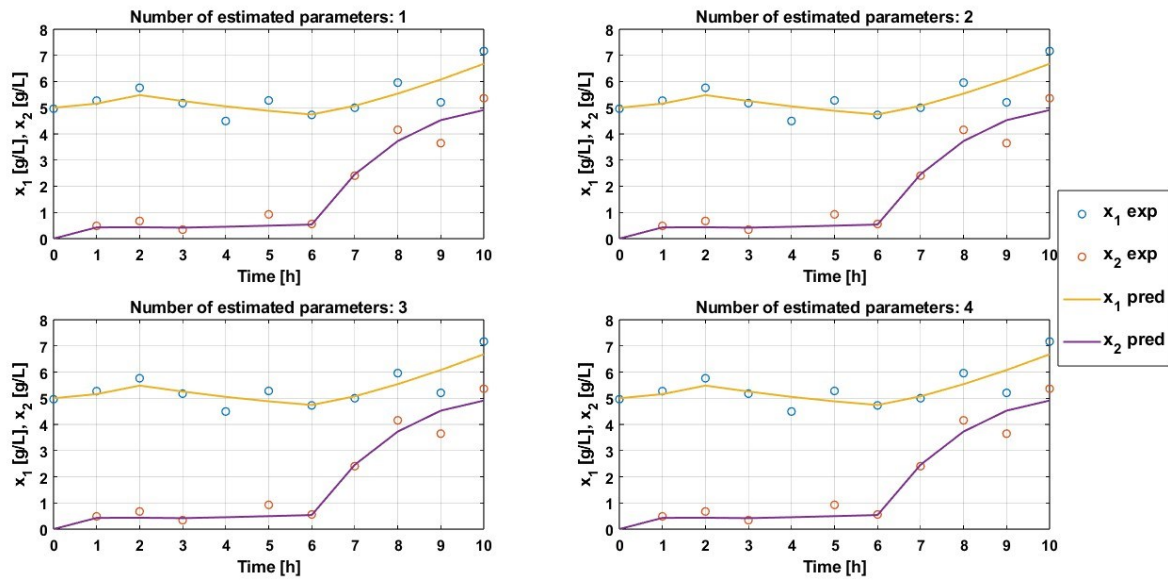 Number of estimated parameters: 1
8
7
6
5
4
3
2
1
0
x1 [g/L], x2 [g/L]
0 1 2 3 4 5 6 7 8 9 10
Time [h]
Number of estimated parameters: 2
8
7
6
5
4
3
2
1
0
x1 [g/L], x2 [g/L]
0 1 2 3 4 5 6 7 8 9 10
Time [h]
x1 exp
x2 exp
x1 pred
x2 pred
Number of estimated parameters: 3
8
7
6
5
4
3
2
1
0
x1 [g/L], x2 [g/L]
0 1 2 3 4 5 6 7 8 9 10
Time [h]
Number of estimated parameters: 4
8
7
6
5
4
3
2
1
0
x1 [g/L], x2 [g/L]
0 1 2 3 4 5 6 7 8 9 10
Time [h]